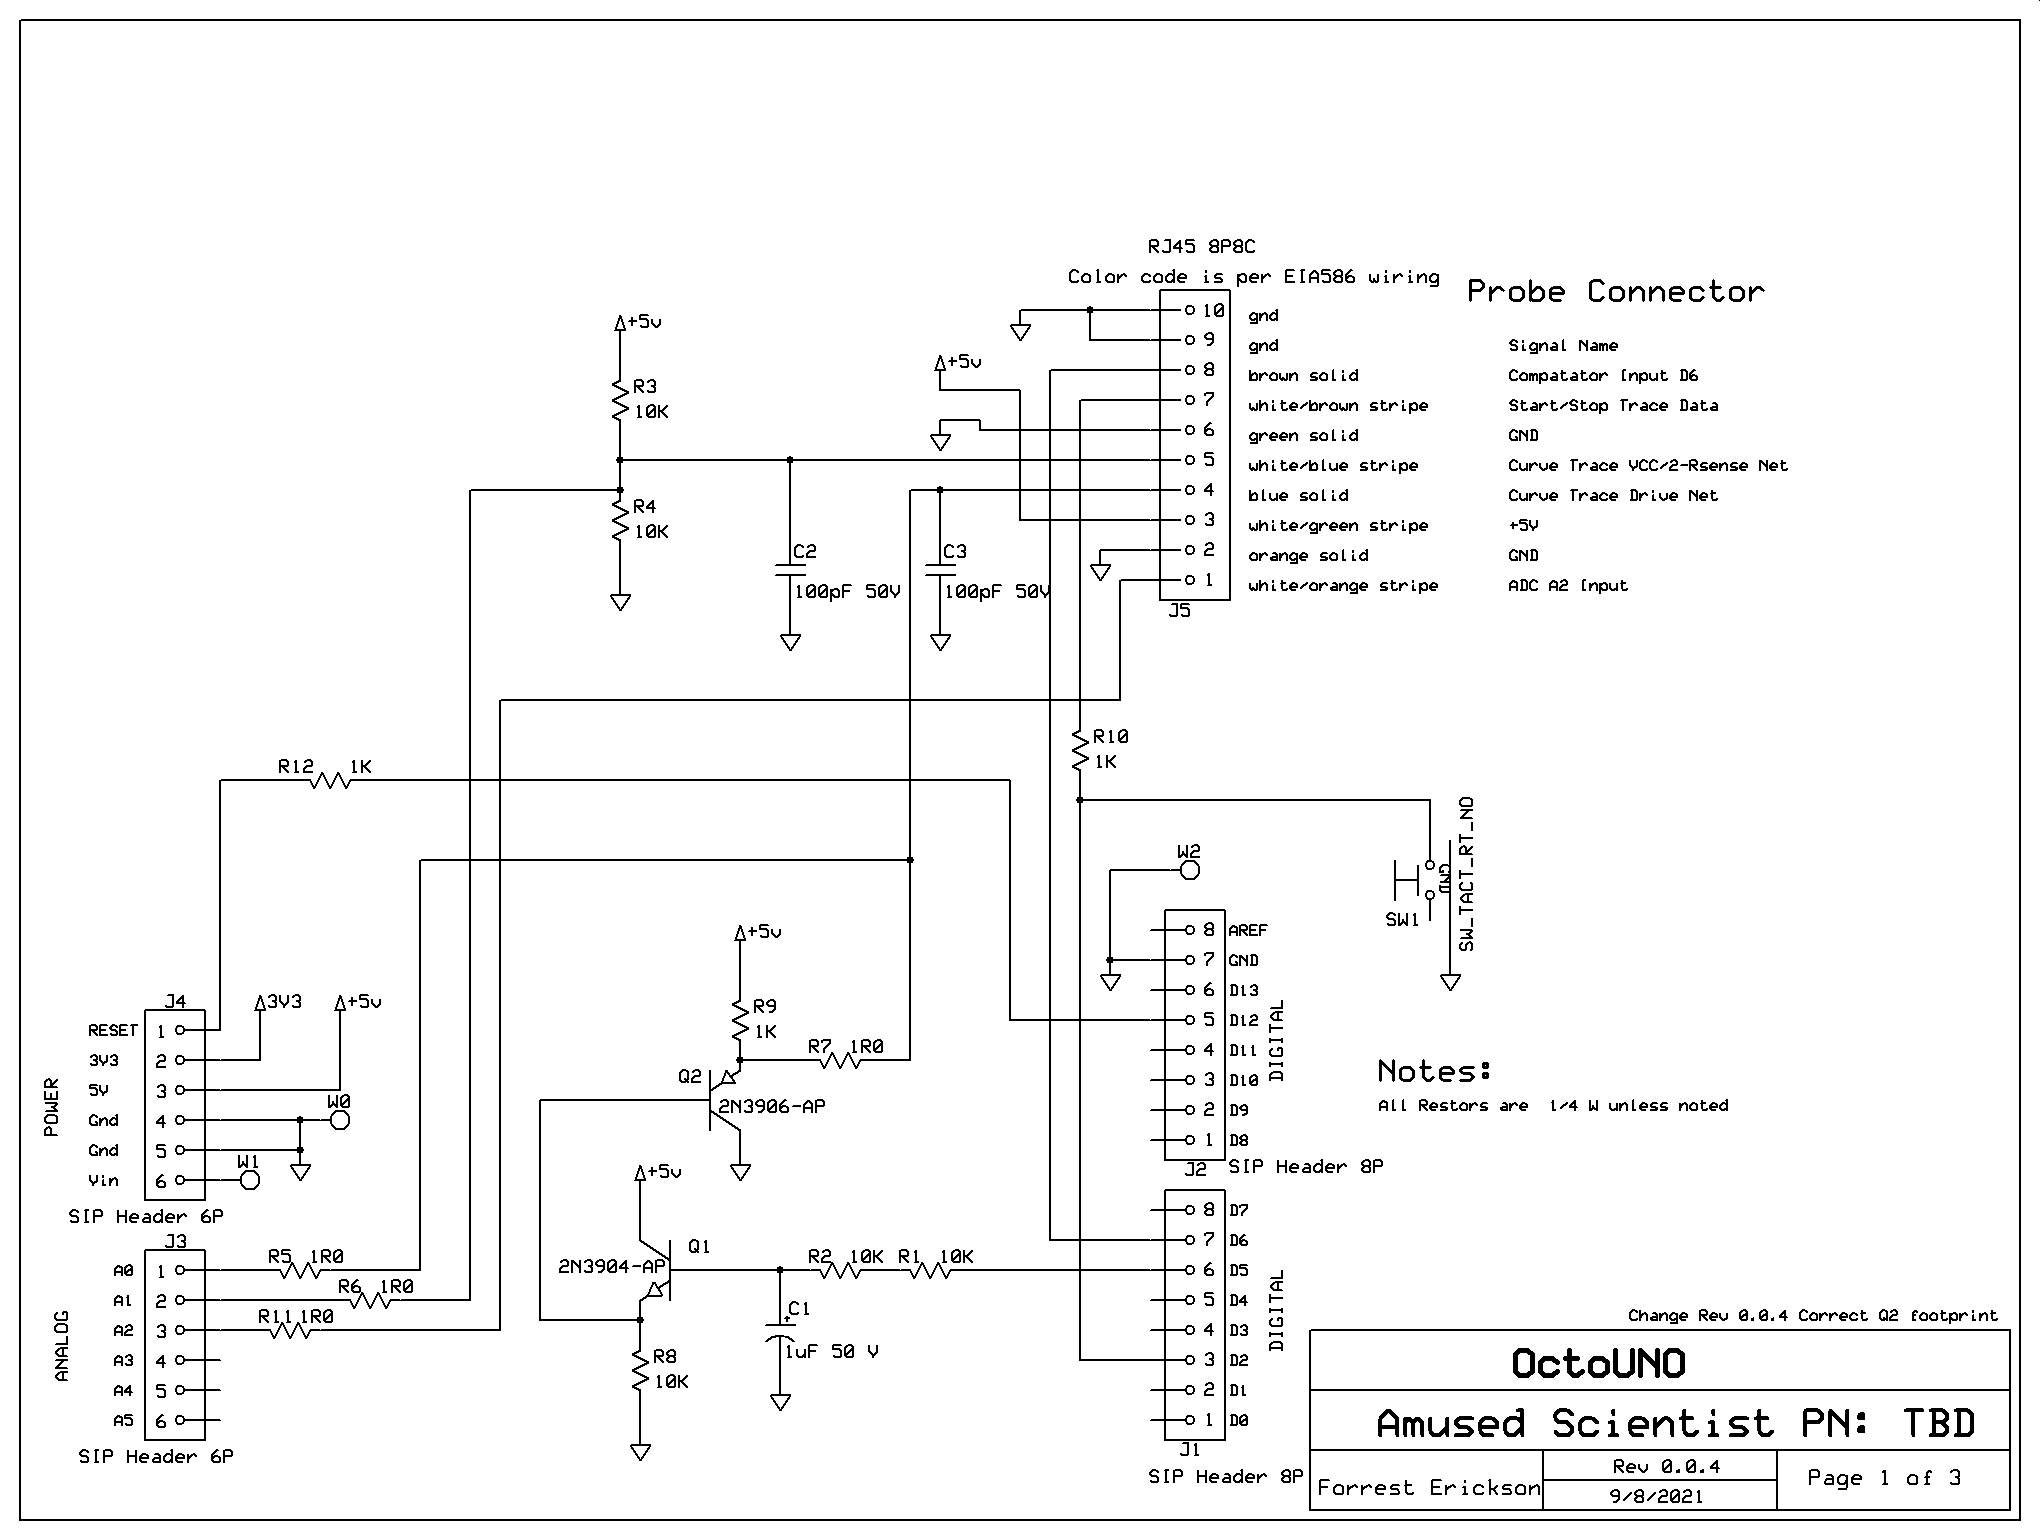 RJ45 8P8C
Color code is per EIA586 wiring
Probe Connector
10 gnd
9 gnd Signal Name
8 brown solid Compatator Input D6
7 white/brown stripe Start/Stop Trace Data
6 green solid GND
5 white/blue stripe Curve Trace VCC/2-Rsense Net
4 blue solid Curve Trace Drive Net
3 white/green stripe +5V
2 orange solid GND
1 white/orange stripe ADC A2 Input
J5
+5v
R3
10K
R4
10K
+5v
C2
100pF 50V
C3
100pF 50V
R10
1K
R12 1K
SW_TACT_RT_NO
GND
SW1
W2
8 AREF
7 GND
6 D13
5 D12
4 D11
3 D10
2 D9
1 D8
DIGITAL
J2 SIP Header 8P
+5v
R9
1K
R7 1R0
Q2
2N3906-AP
J4
3V3
+5v
RESET 1
3V3 2
5V 3
Gnd 4
Gnd 5
Vin 6
POWER
W0
W1
SIP Header 6P
J3
A0 1
A1 2
A2 3
A3 4
A4 5
A5 6
ANALOG
SIP Header 6P
R5 1R0
R6 1R0
R11 1R0
+5v
Q1
2N3904-AP
R2 10K R1 10K
C1
+
1uF 50 V
R8
10K
8 D7
7 D6
6 D5
5 D4
4 D3
3 D2
2 D1
1 D0
DIGITAL
J1
SIP Header 8P
Notes:
All Restors are 1/4 W unless noted
Change Rev 0.0.4 Correct Q2 footprint
OctoUNO
Amused Scientist PN: TBD
Forrest Erickson
Rev 0.0.4
9/8/2021
Page 1 of 3